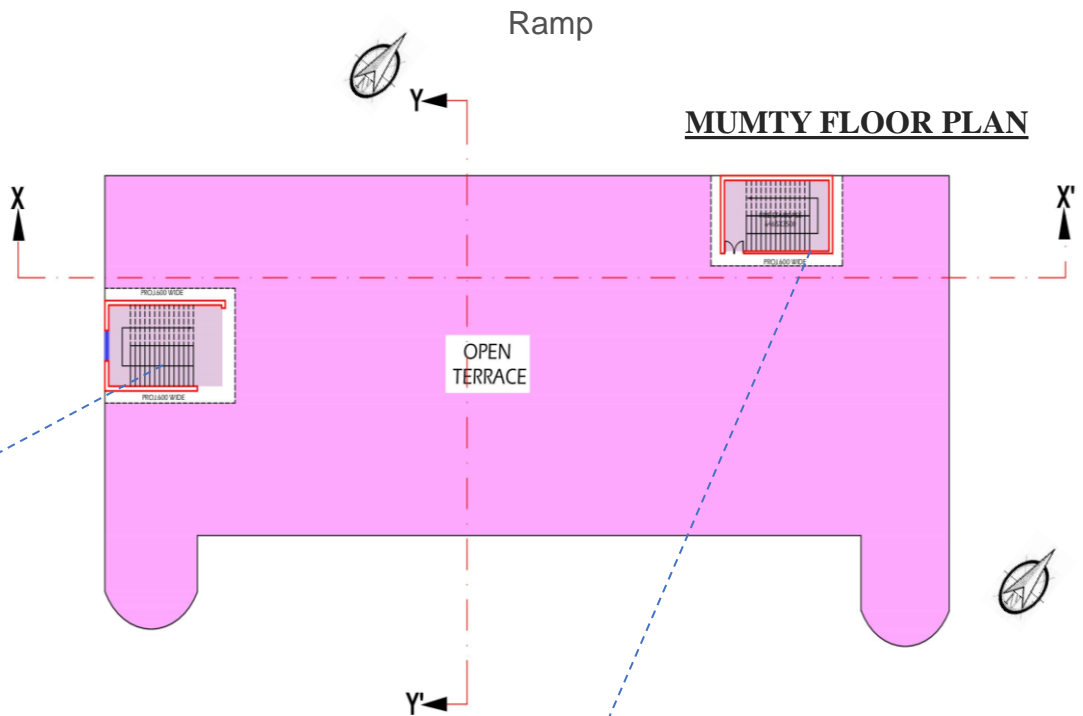 Ramp
Y
MUMTY FLOOR PLAN
X
X'
PROJ.600 WIDE
PROJ.600 WIDE
OPEN
TERRACE
PROJ.600 WIDE
Y'